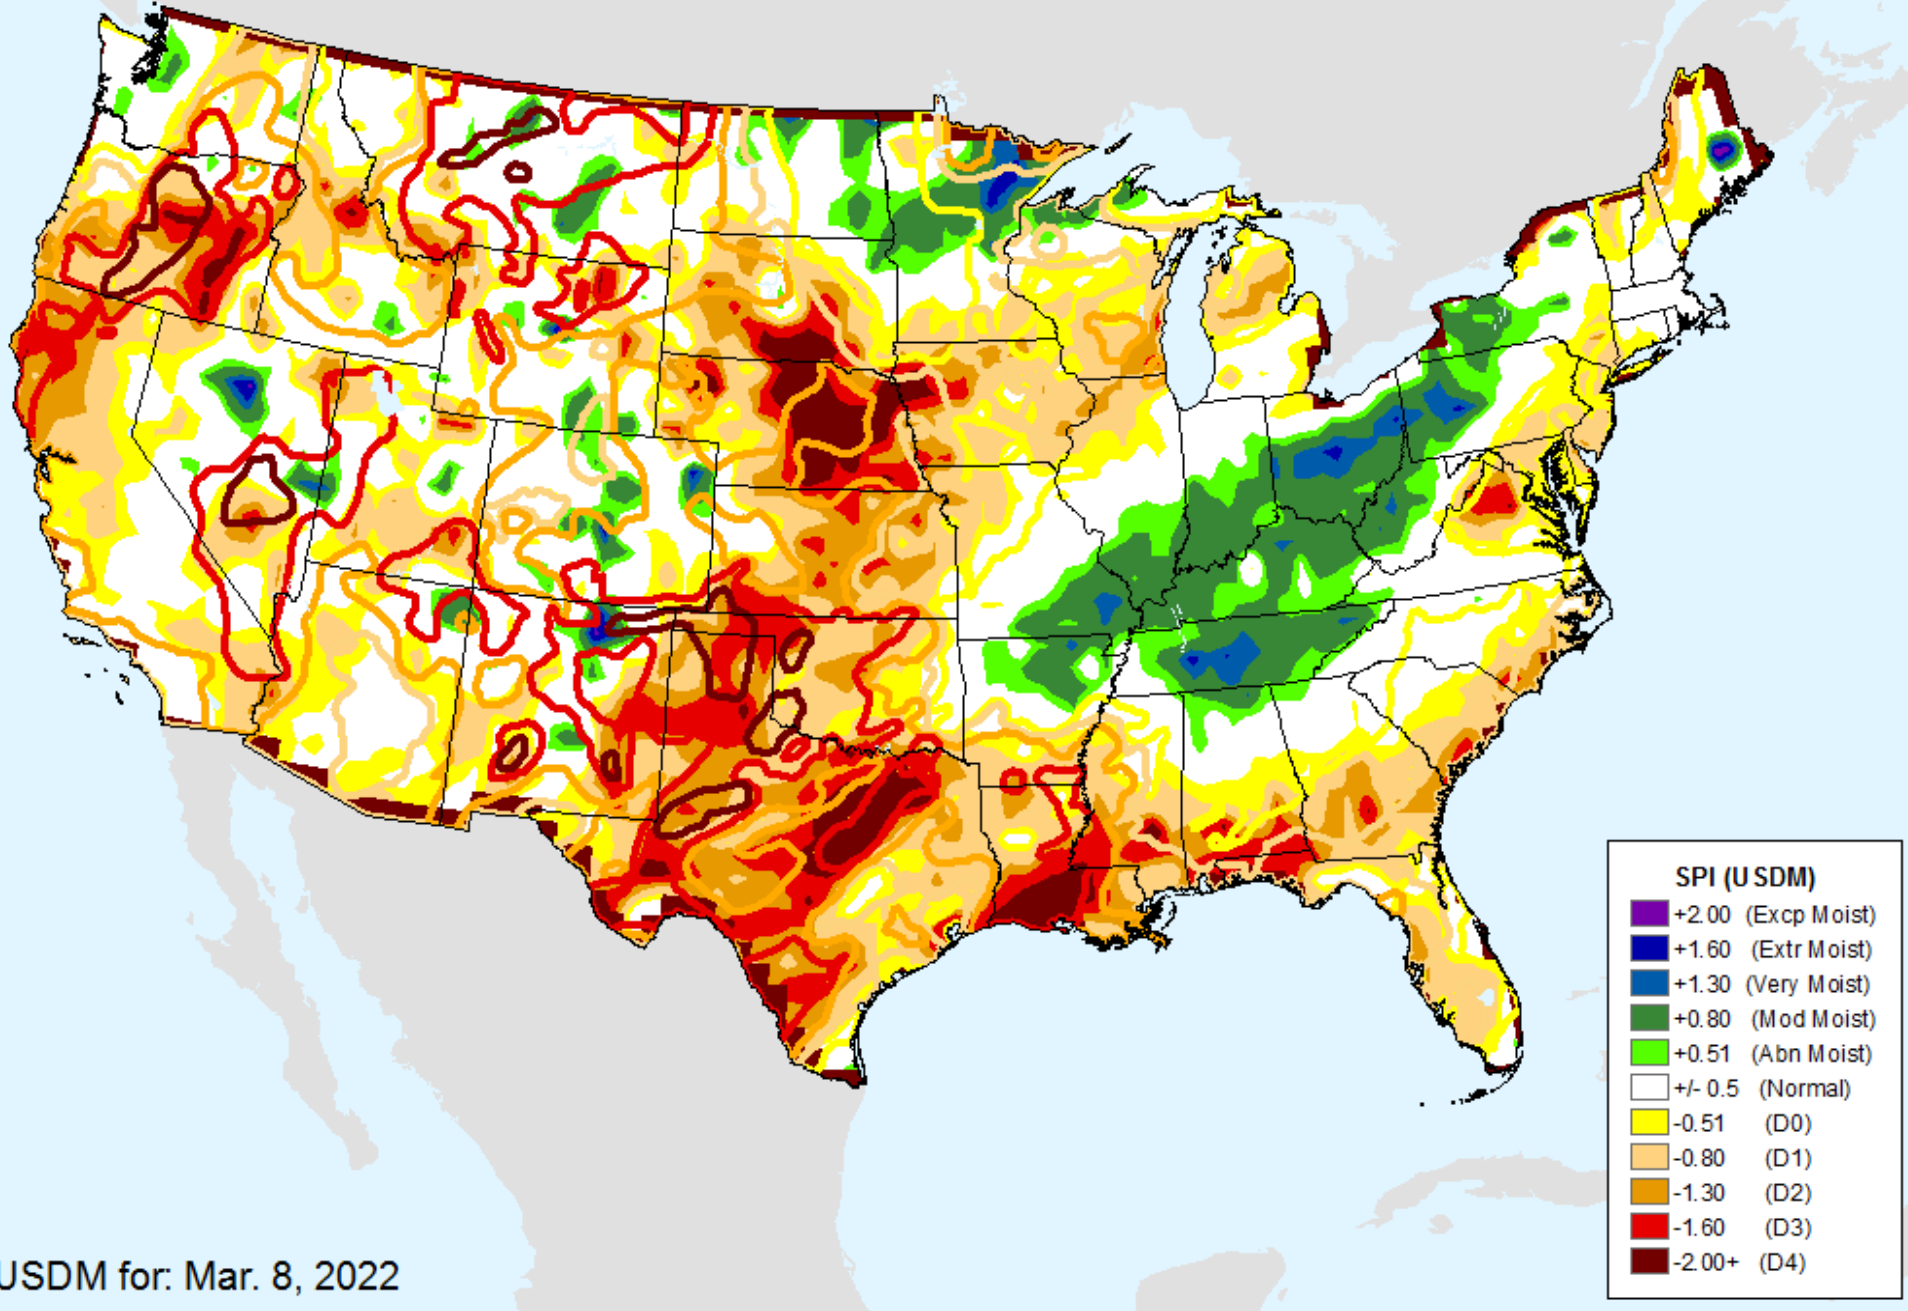 SPI (USDM)
+2.00 (Excp Moist)
+1.60 (Extr Moist)
+1.30 (Very Moist)
+0.80 (Mod Moist)
+0.51 (Abn Moist)
+/- 0.5 (Normal)
-0.51 (D0)
-0.80 (D1)
-1.30 (D2)
-1.60 (D3)
-2.00+ (D4)
USDM for: Mar. 8, 2022